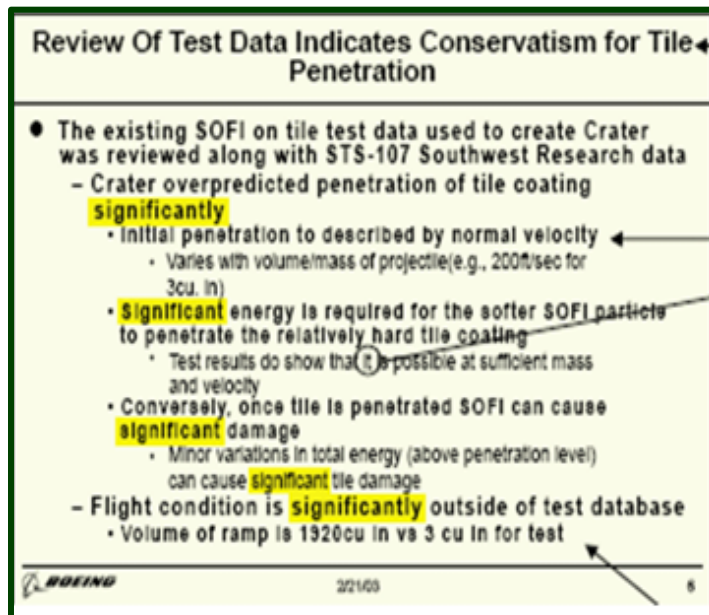 Review Of Test Data Indicates Conservatism for Tile
Penetration
● The existing SOFI on tile test data used to create Crater
was reviewed along with STS-107 Southwest Research data
– Crater overpredicted penetration of tile coating
significantly
• Initial penetration to described by normal velocity
• Varies with volume/mass of projectile(e.g., 200ft/sec for
3cu. In)
• Significant energy is required for the softer SOFI particle
to penetrate the relatively hard tile coating
• Test results do show that it is possible at sufficient mass
and velocity
• Conversely, once tile is penetrated SOFI can cause
significant damage
• Minor variations in total energy (above penetration level)
can cause significant tile damage
– Flight condition is significantly outside of test database
• Volume of ramp is 1920cu in vs 3 cu in for test
BOEING 2/21/03 6